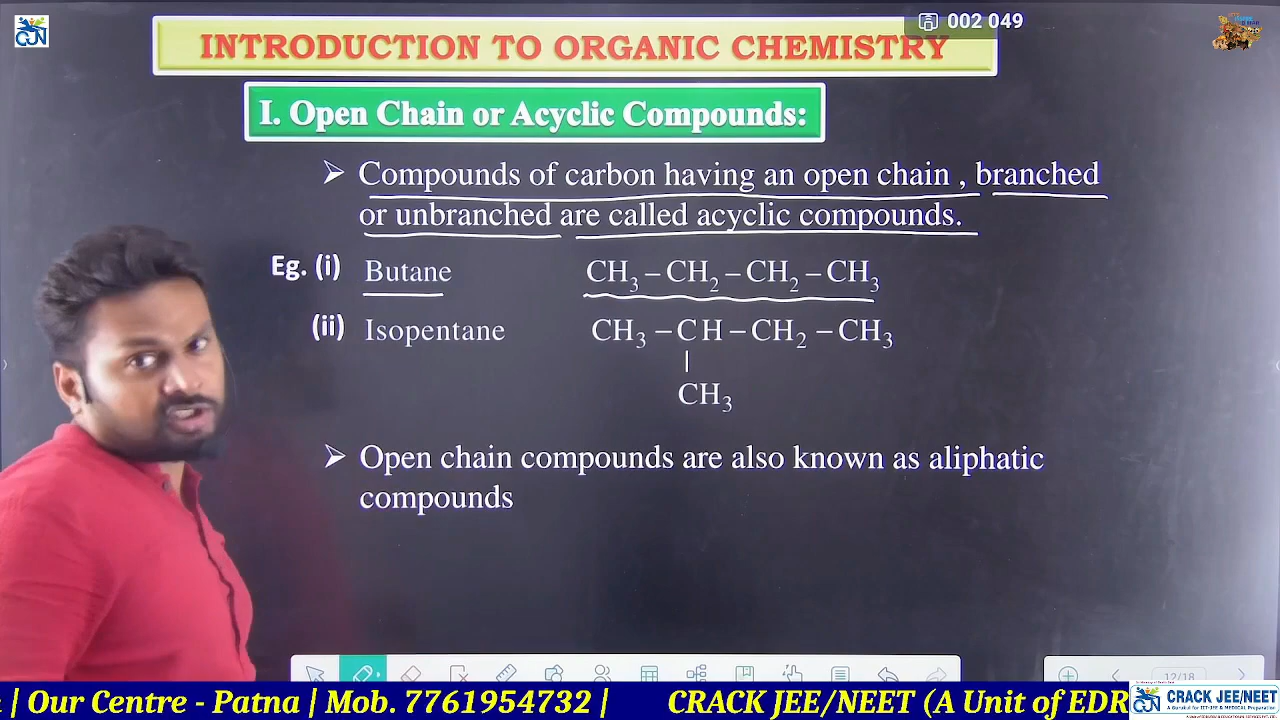 002 049
INTRODUCTION TO ORGANIC CHEMISTRY
I. Open Chain or Acyclic Compounds:
➢ Compounds of carbon having an open chain , branched
or unbranched are called acyclic compounds.
Eg. (i) Butane CH₃ – CH₂ – CH₂ – CH₃
(ii) Isopentane CH₃ – C H – CH₂ – CH₃
|
CH₃
➢ Open chain compounds are also known as aliphatic
compounds
12/18
| Our Centre - Patna | Mob. 7761954732 | CRACK JEE/NEET (A Unit of EDR
CRACK JEE/NEET